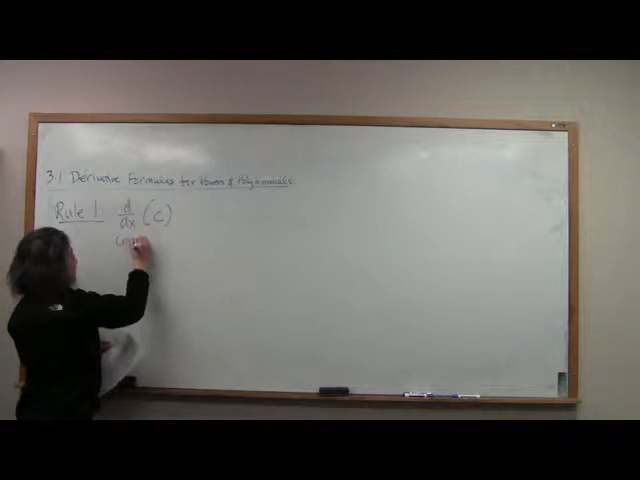 3.1 Derivative Formulas for Powers & Polynomials
Rule 1: d/dx (c)